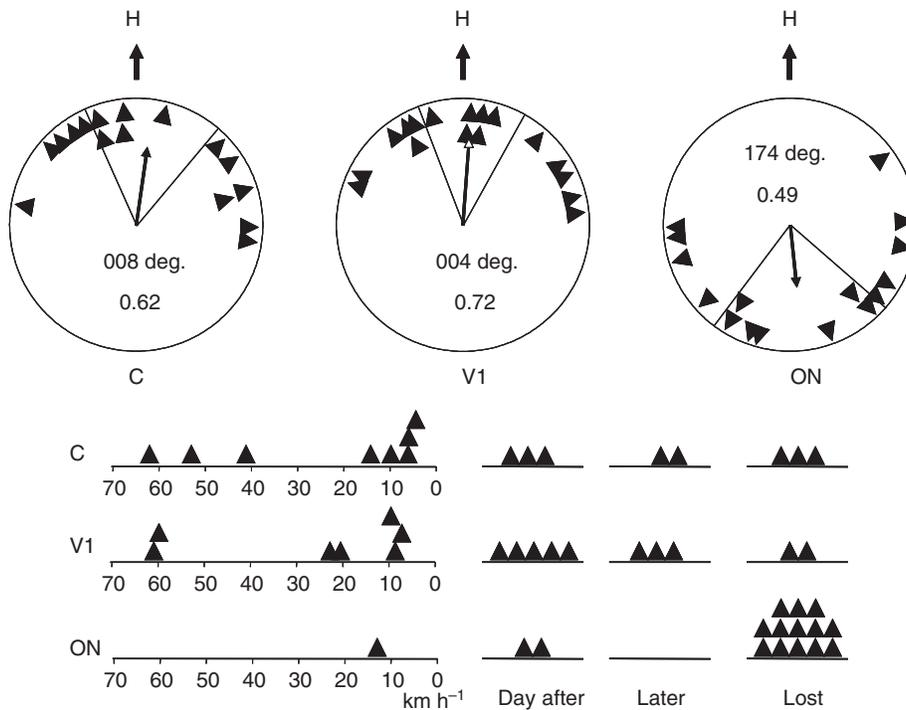 H H H
008 deg.
0.62
C
004 deg.
0.72
V1
174 deg.
0.49
ON
C
70 60 50 40 30 20 10 0
V1
70 60 50 40 30 20 10 0
ON
70 60 50 40 30 20 10 0
km h⁻¹
Day after Later Lost